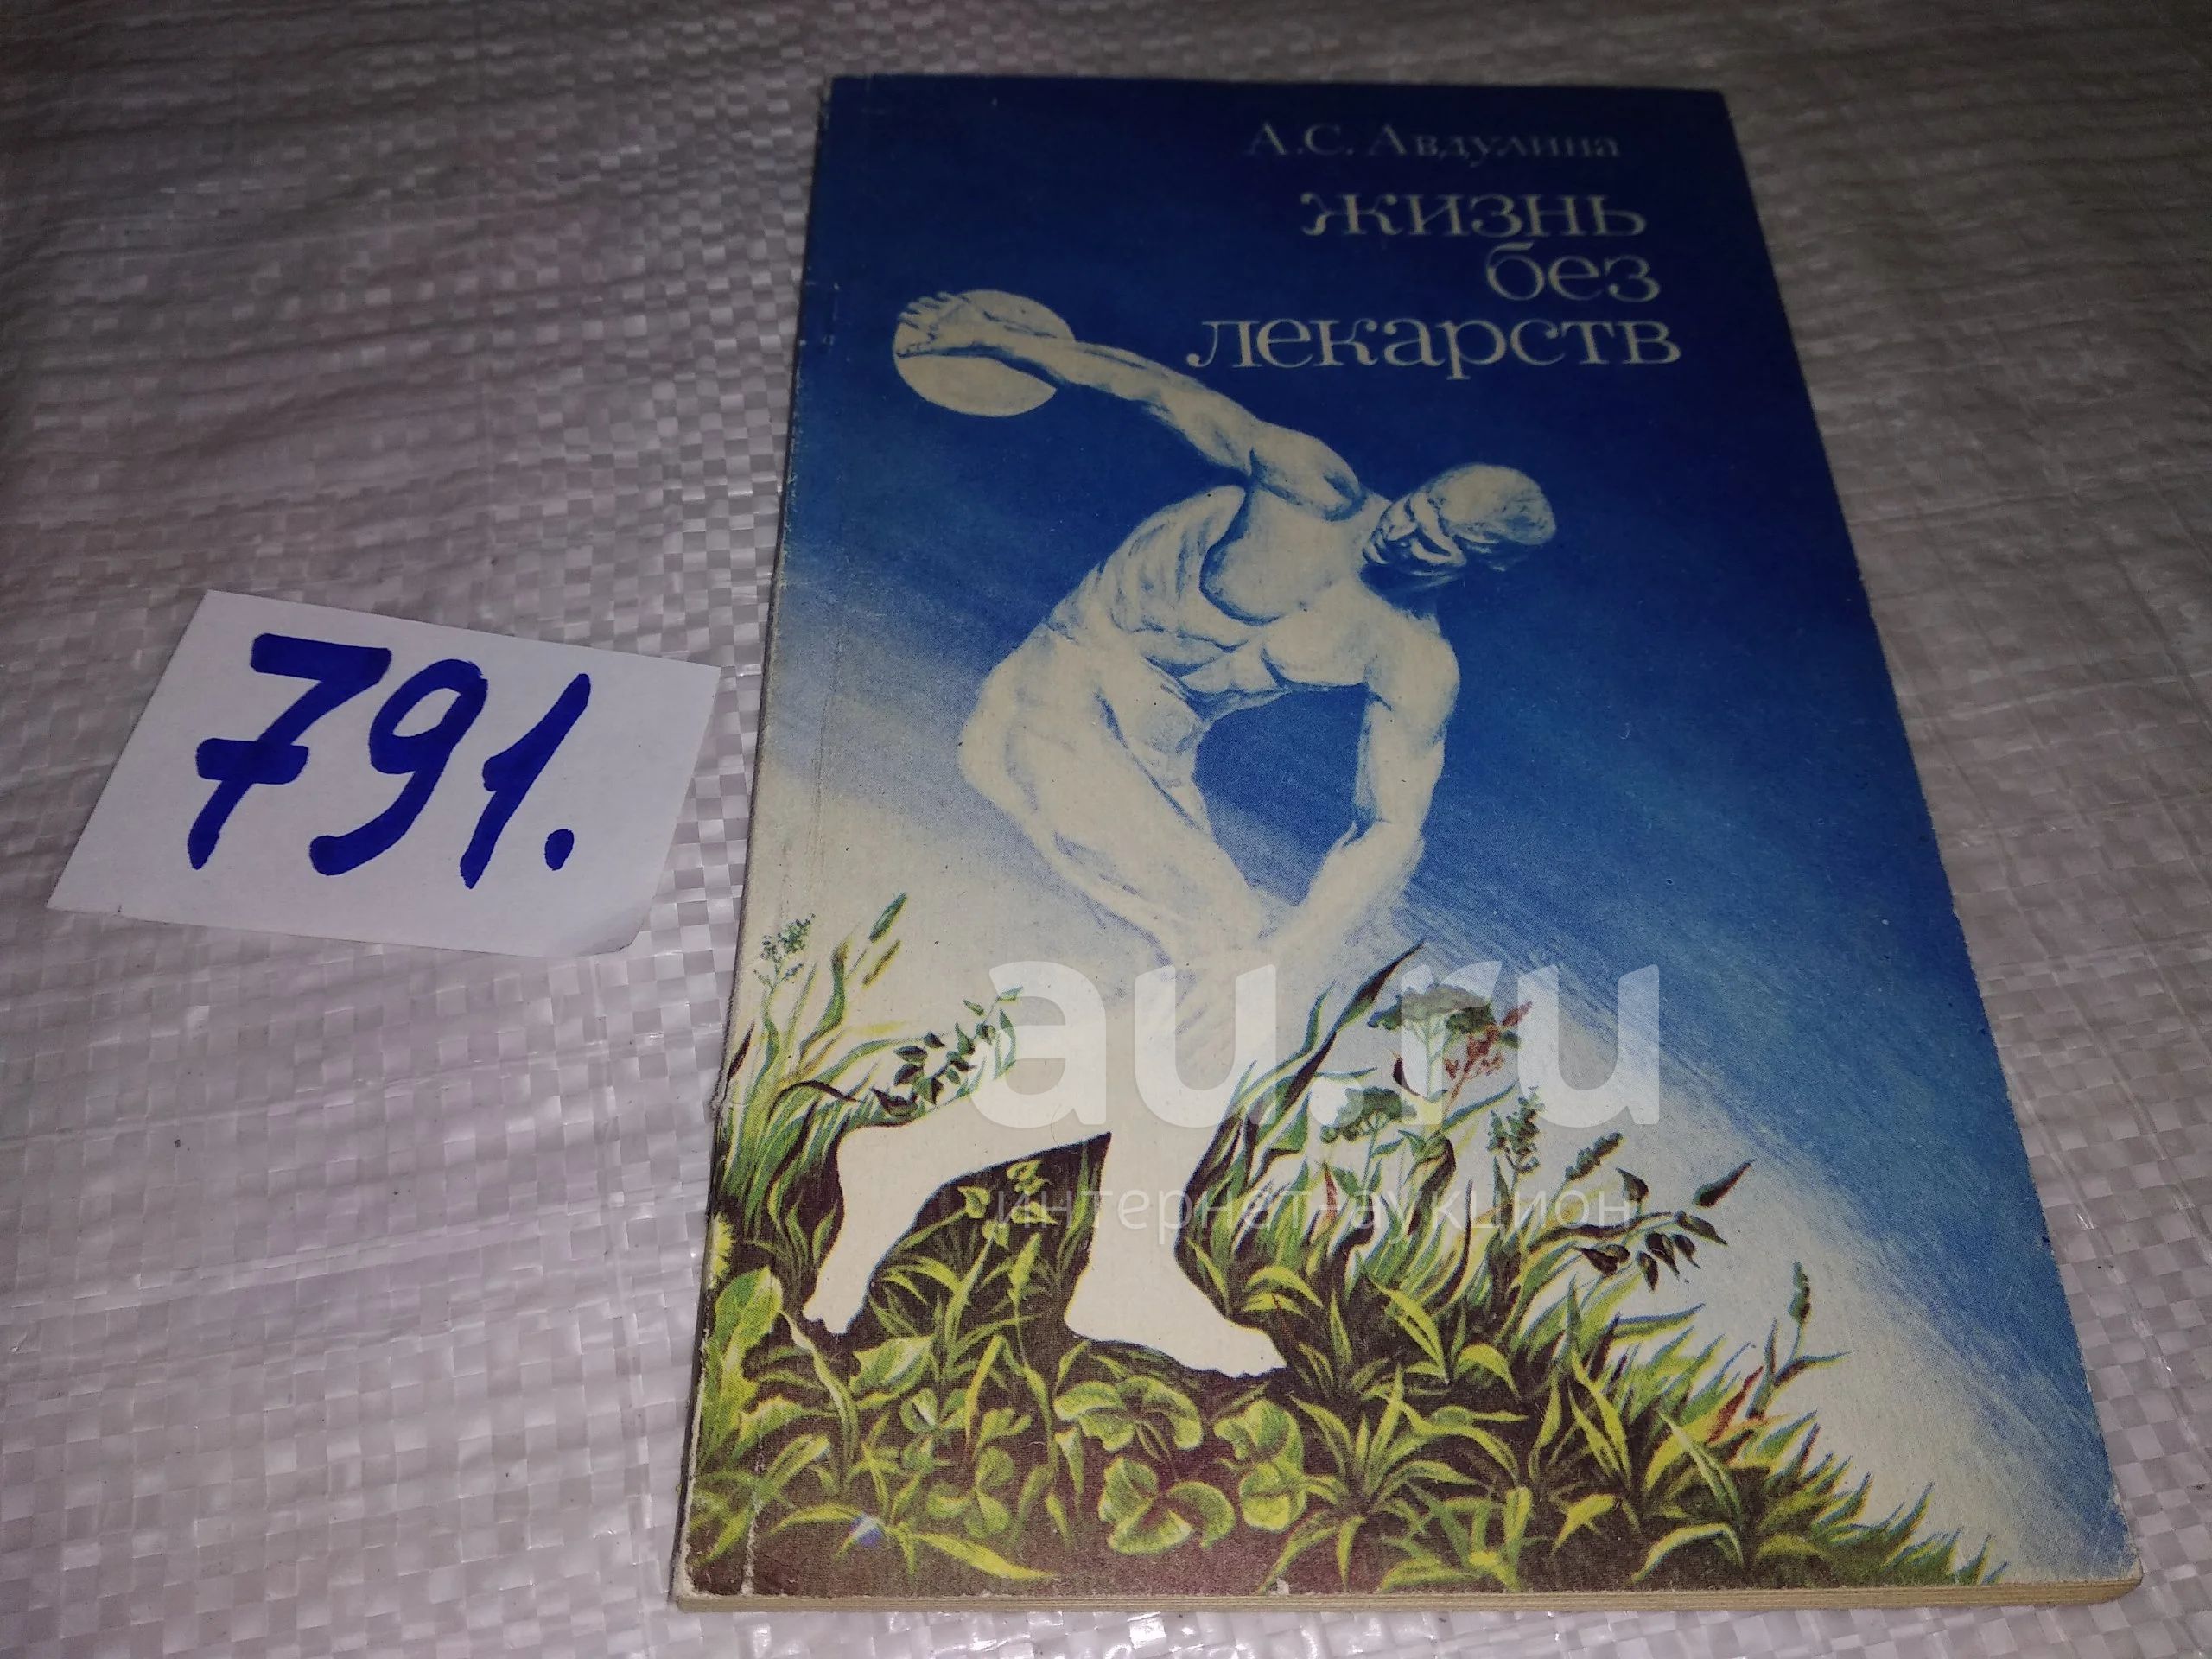 А.С. Авдулина
жизнь
без
лекарств
791.
au.ru
интернет-аукцион